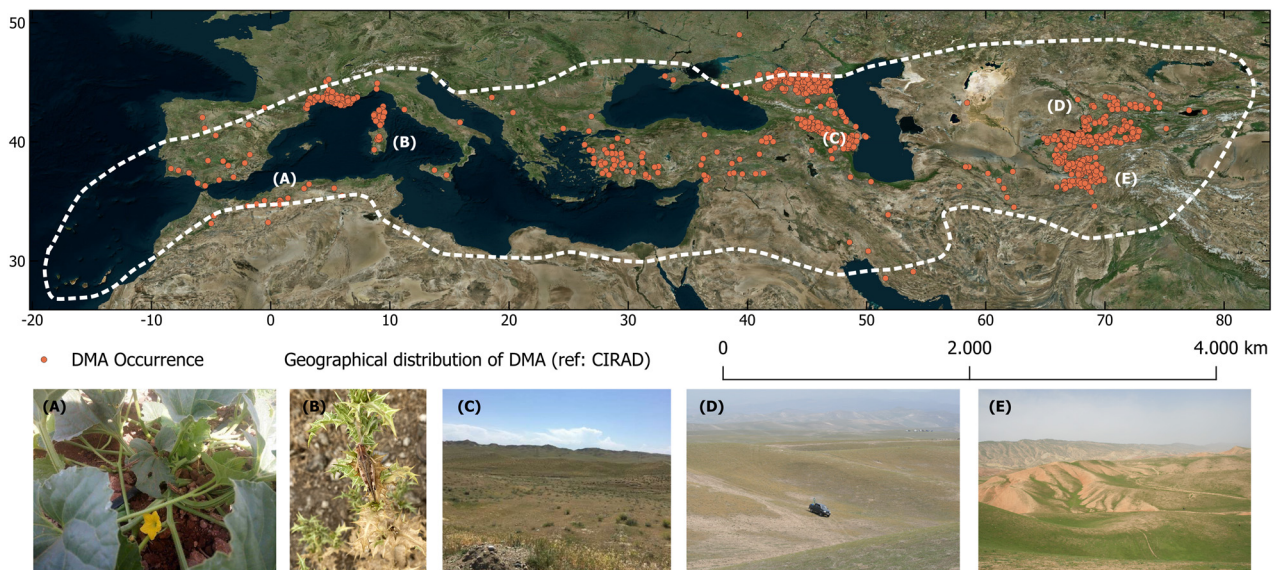 50
40
30
(A)
(B)
(C)
(D)
(E)
-20 -10 0 10 20 30 40 50 60 70 80
DMA Occurrence Geographical distribution of DMA (ref: CIRAD)
0 2.000 4.000 km
(A) (B) (C) (D) (E)